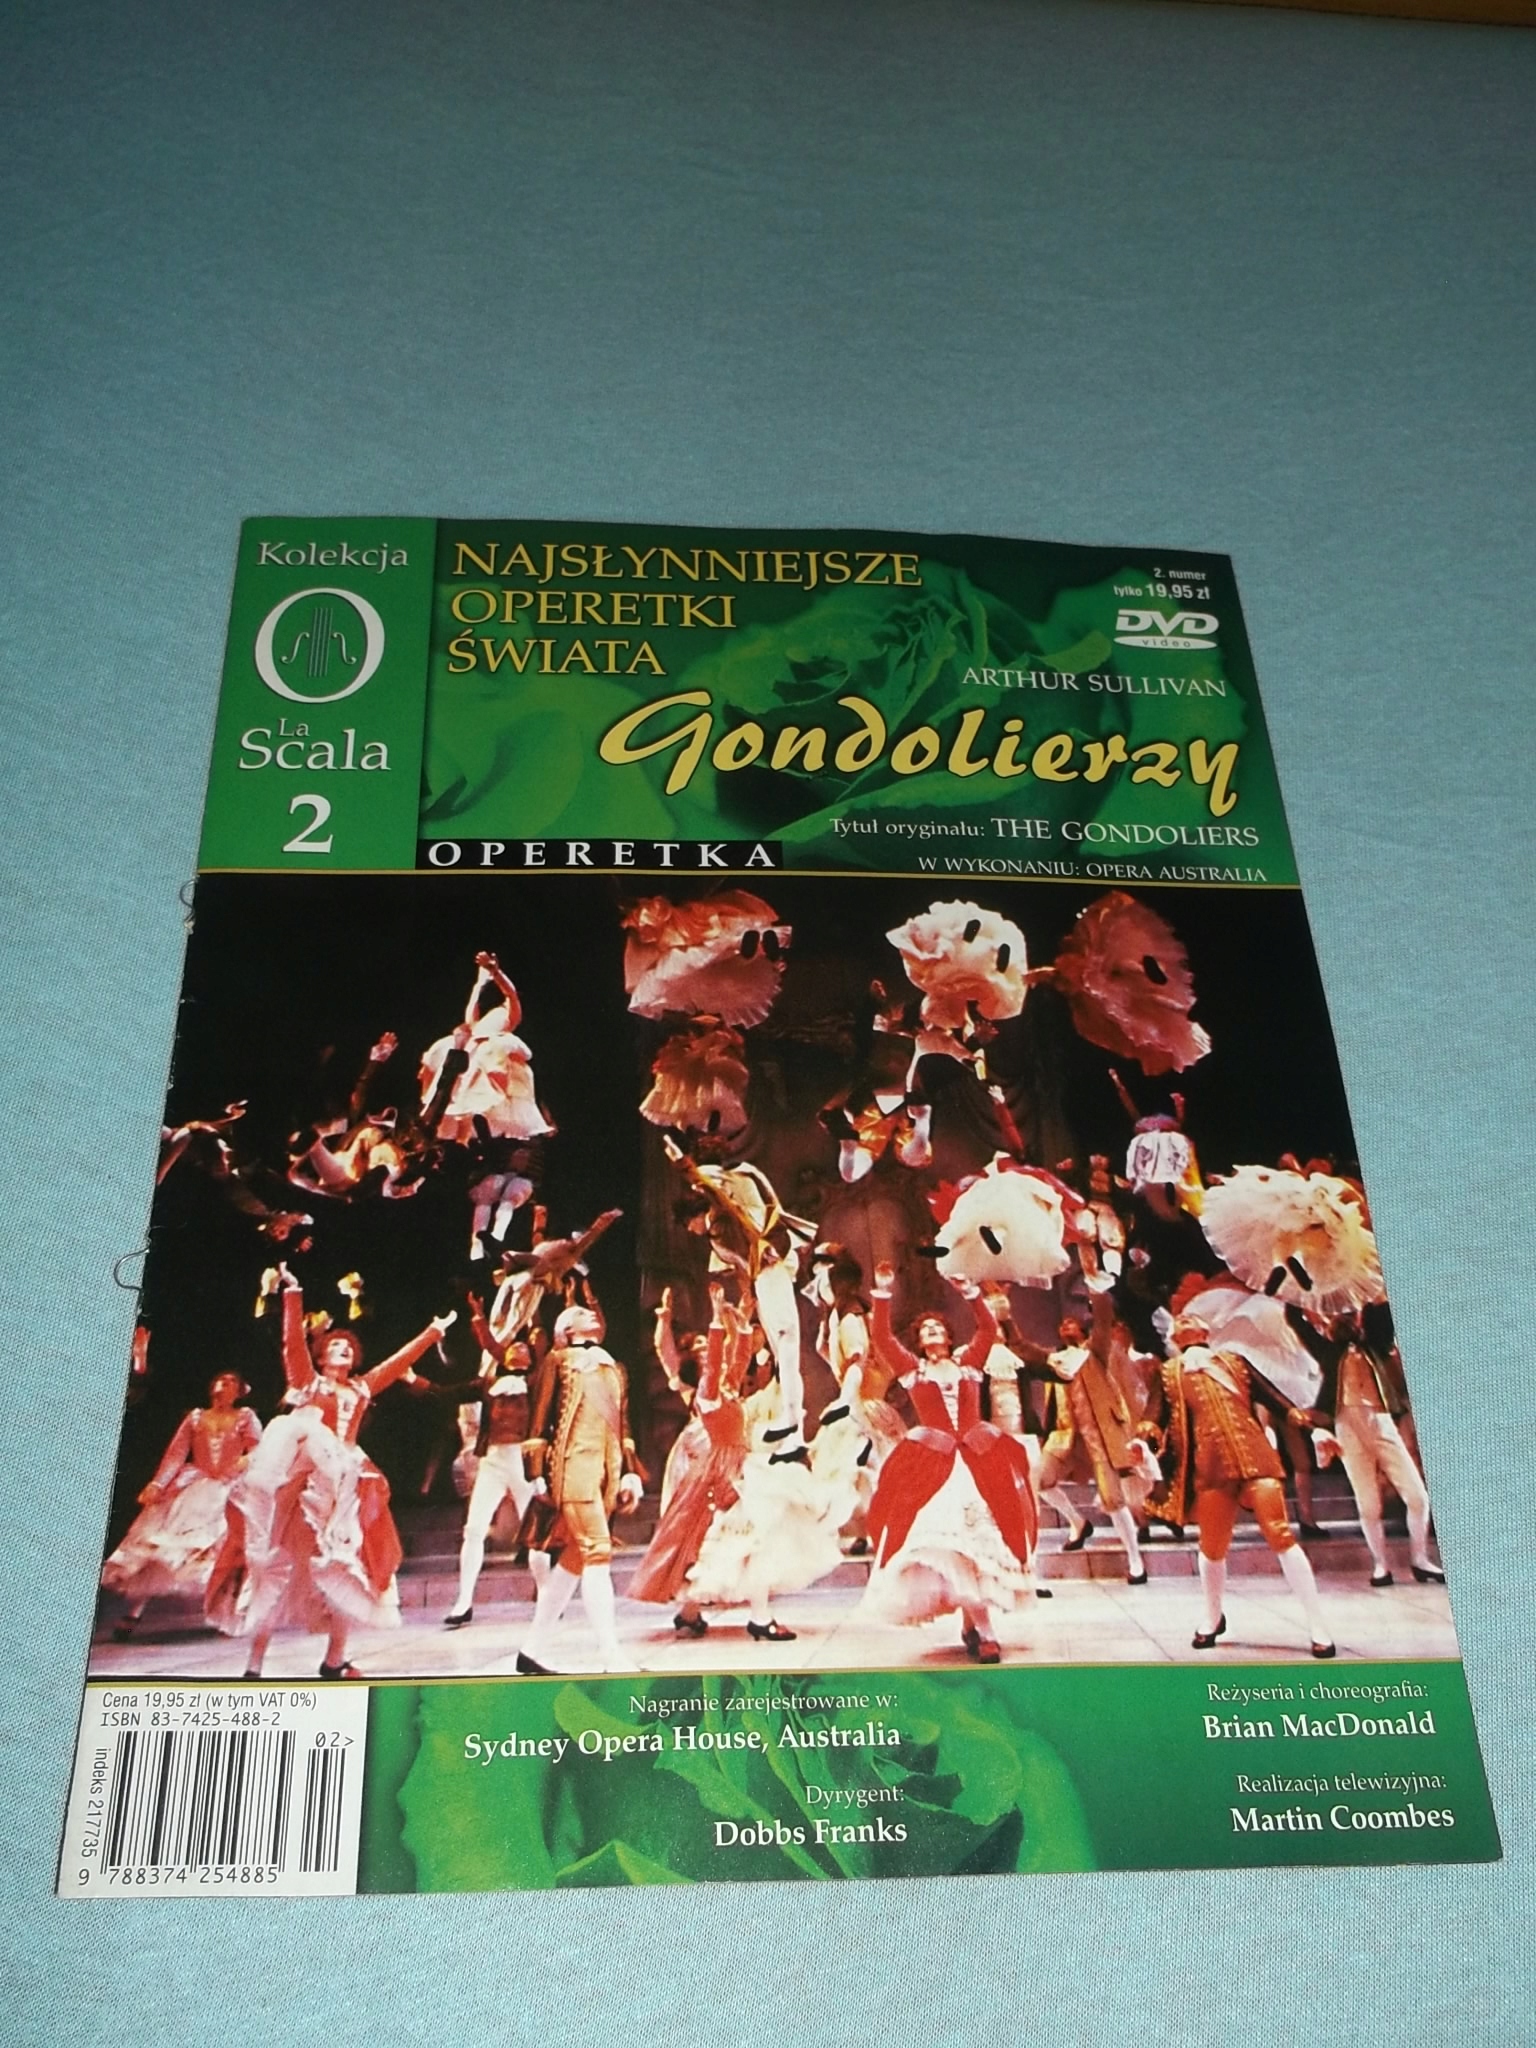 Kolekcja
La
Scala
2
NAJSŁYNNIEJSZE
OPERETKI
ŚWIATA
2. numer
tylko 19,95 zł
DVD
video
ARTHUR SULLIVAN
Gondolierzy
Tytuł oryginału: THE GONDOLIERS
OPERETKA
W WYKONANIU: OPERA AUSTRALIA
Cena 19,95 zł (w tym VAT 0%)
ISBN 83-7425-488-2
02>
indeks 217735
9 788374 254885
Nagranie zarejestrowane w:
Sydney Opera House, Australia
Dyrygent:
Dobbs Franks
Reżyseria i choreografia:
Brian MacDonald
Realizacja telewizyjna:
Martin Coombes